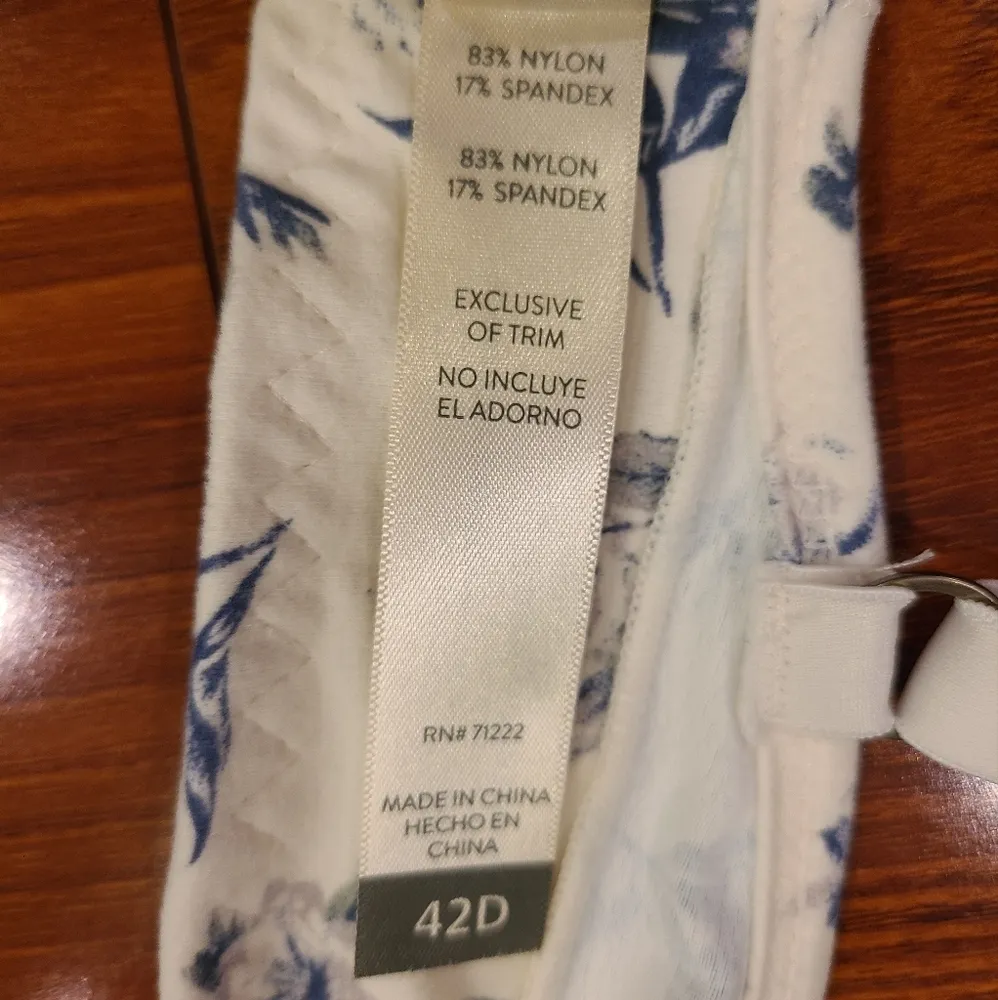 83% NYLON
17% SPANDEX
83% NYLON
17% SPANDEX
EXCLUSIVE
OF TRIM
NO INCLUYE
EL ADORNO
RN# 71222
MADE IN CHINA
HECHO EN
CHINA
42D